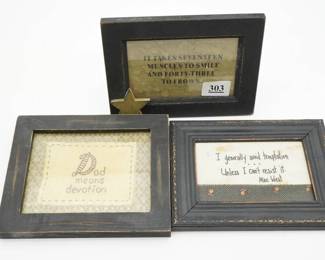 IT TAKES SEVENTEEN
MUSCLES TO SMILE
AND FORTY-THREE
TO FROWN
303
Dad
means
devotion
I generally avoid temptation
Unless I can't resist it.
Mae West